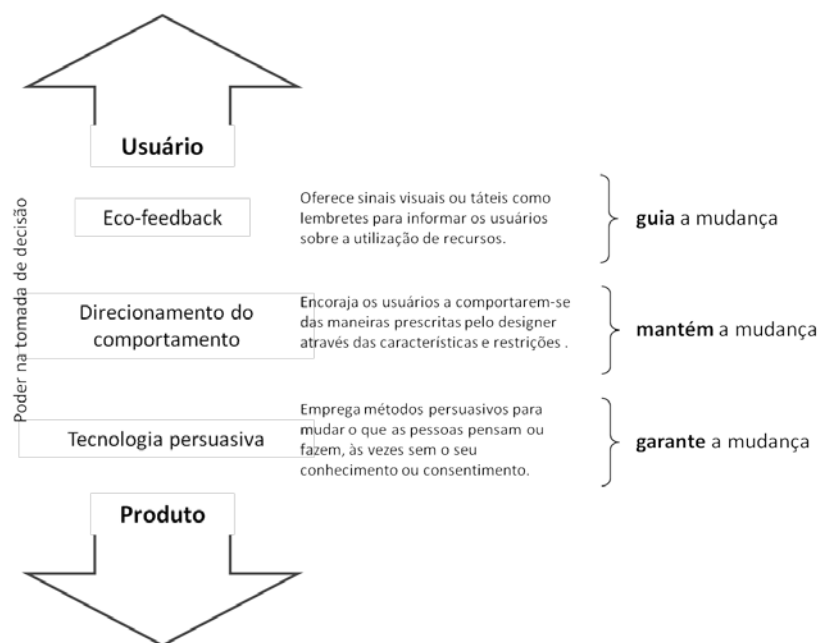 Usuário
Poder na tomada de decisão
Eco-feedback
Oferece sinais visuais ou táteis como
lembretes para informar os usuários
sobre a utilização de recursos.
guia a mudança
Direcionamento do
comportamento
Encoraja os usuários a comportarem-se
das maneiras prescritas pelo designer
através das características e restrições .
mantém a mudança
Tecnologia persuasiva
Emprega métodos persuasivos para
mudar o que as pessoas pensam ou
fazem, às vezes sem o seu
conhecimento ou consentimento.
garante a mudança
Produto